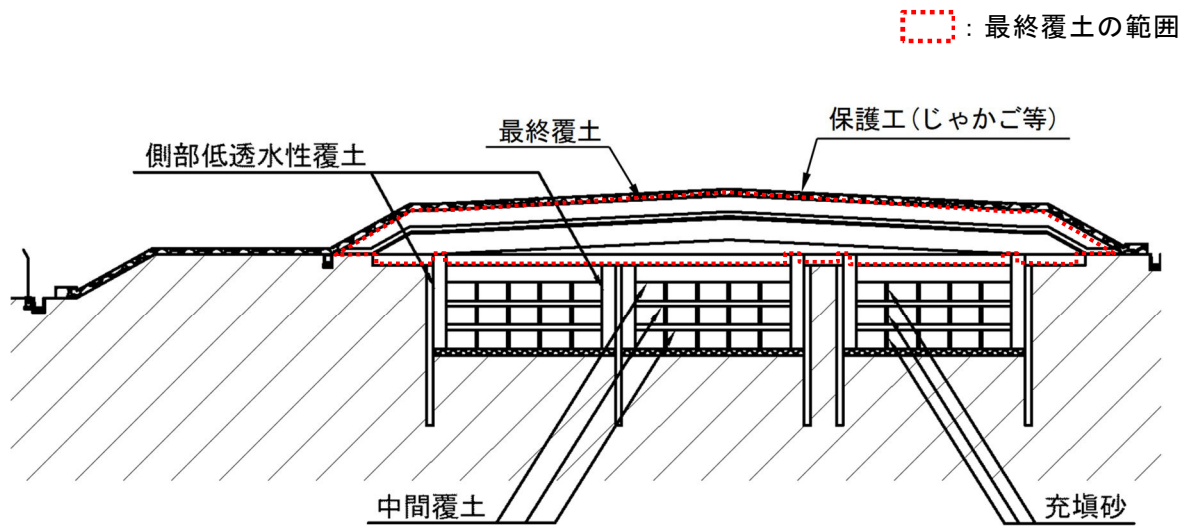 ：最終覆土の範囲
保護工(じゃかご等)
最終覆土
側部低透水性覆土
中間覆土
充塡砂